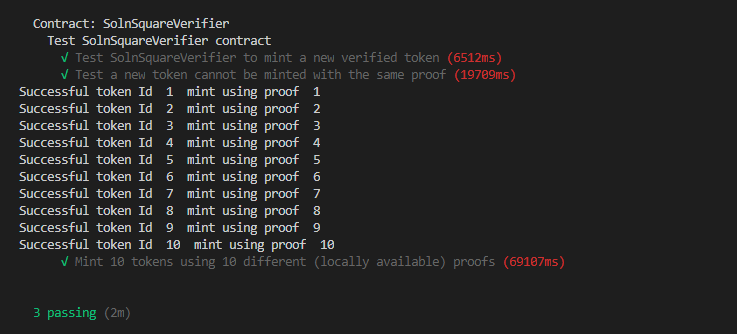 Contract: SolnSquareVerifier
Test SolnSquareVerifier contract
√ Test SolnSquareVerifier to mint a new verified token (6512ms)
√ Test a new token cannot be minted with the same proof (19709ms)
Successful token Id  1  mint using proof  1
Successful token Id  2  mint using proof  2
Successful token Id  3  mint using proof  3
Successful token Id  4  mint using proof  4
Successful token Id  5  mint using proof  5
Successful token Id  6  mint using proof  6
Successful token Id  7  mint using proof  7
Successful token Id  8  mint using proof  8
Successful token Id  9  mint using proof  9
Successful token Id  10  mint using proof  10
√ Mint 10 tokens using 10 different (locally available) proofs (69107ms)
3 passing (2m)